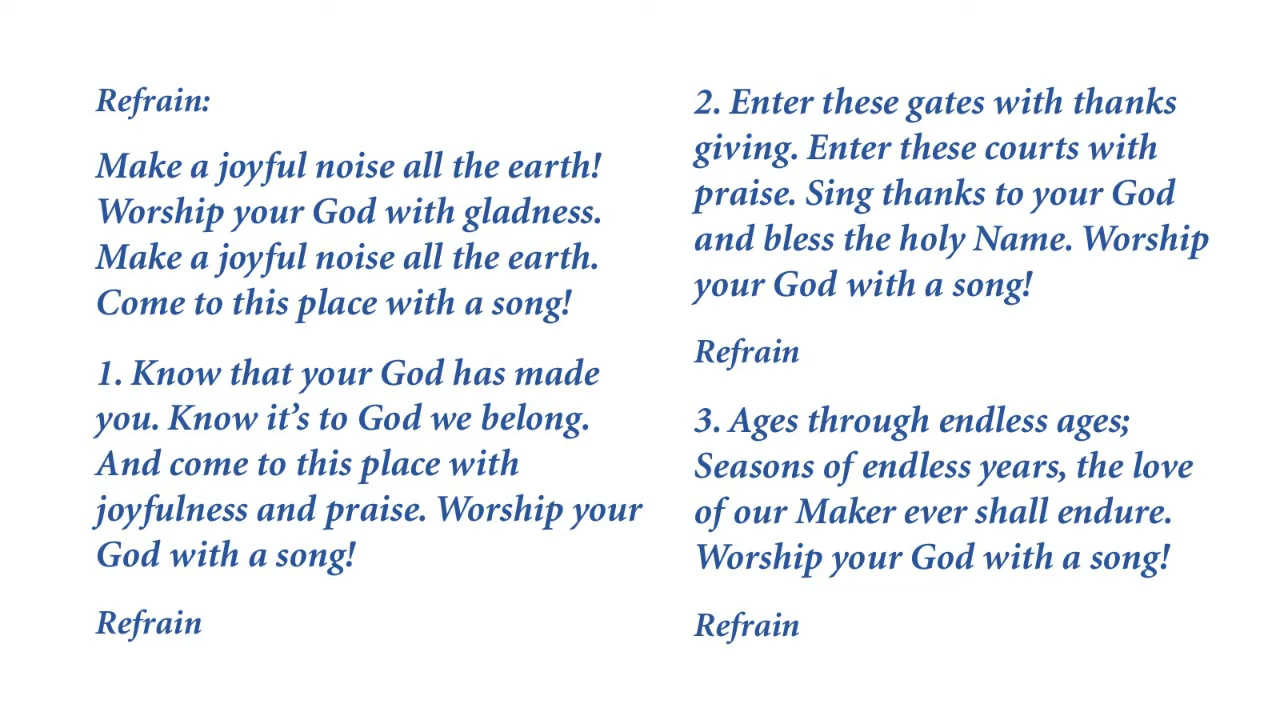 Refrain:
Make a joyful noise all the earth!
Worship your God with gladness.
Make a joyful noise all the earth.
Come to this place with a song!
1. Know that your God has made
you. Know it’s to God we belong.
And come to this place with
joyfulness and praise. Worship your
God with a song!
Refrain
2. Enter these gates with thanks
giving. Enter these courts with
praise. Sing thanks to your God
and bless the holy Name. Worship
your God with a song!
Refrain
3. Ages through endless ages;
Seasons of endless years, the love
of our Maker ever shall endure.
Worship your God with a song!
Refrain